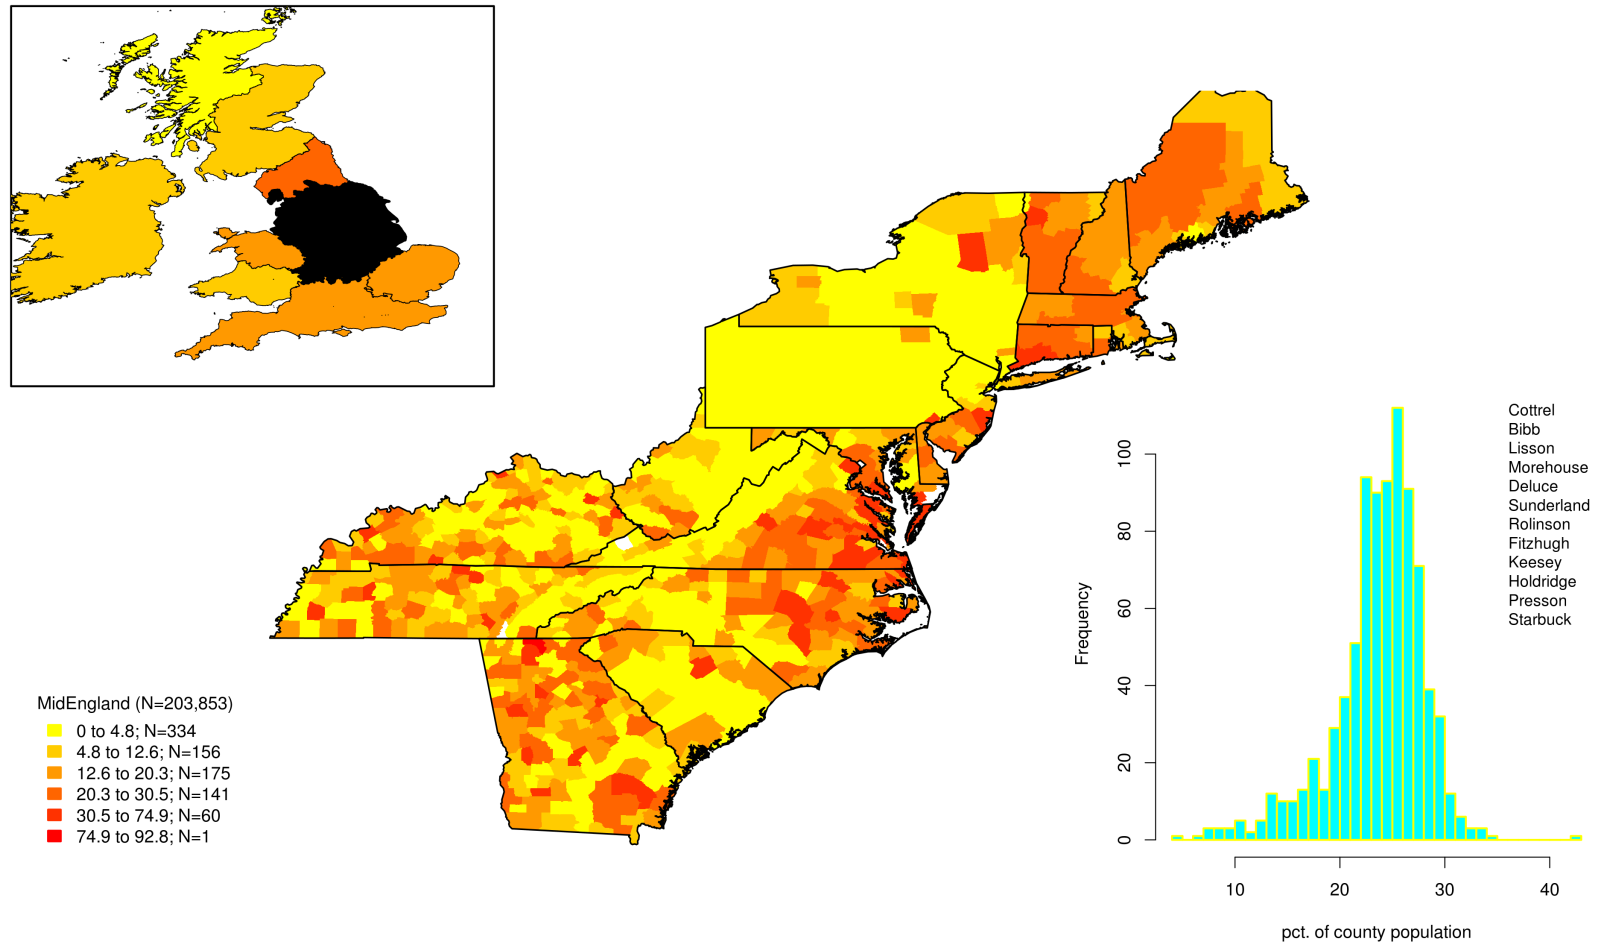 MidEngland (N=203,853)
0 to 4.8; N=334
4.8 to 12.6; N=156
12.6 to 20.3; N=175
20.3 to 30.5; N=141
30.5 to 74.9; N=60
74.9 to 92.8; N=1
Cottrel
Bibb
Lisson
Morehouse
Deluce
Sunderland
Rolinson
Fitzhugh
Keesey
Holdridge
Presson
Starbuck
Frequency
100
80
60
40
20
0
10 20 30 40
pct. of county population